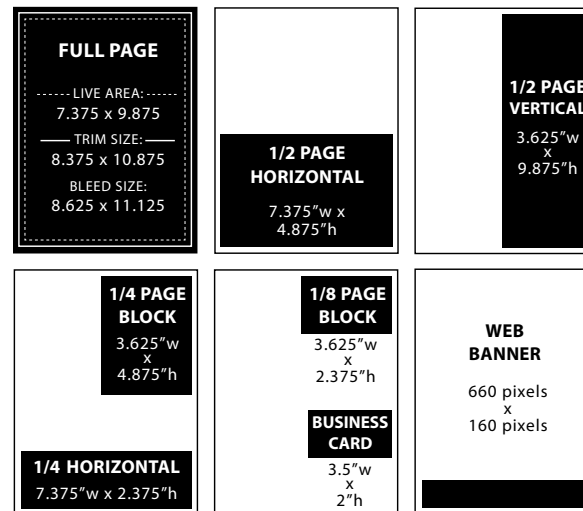 FULL PAGE
LIVE AREA:
7.375 x 9.875
TRIM SIZE:
8.375 x 10.875
BLEED SIZE:
8.625 x 11.125
1/2 PAGE
HORIZONTAL
7.375”w x
4.875”h
1/2 PAGE
VERTICAL
3.625”w
x
9.875”h
1/4 PAGE
BLOCK
3.625”w
x
4.875”h
1/4 HORIZONTAL
7.375”w x 2.375”h
1/8 PAGE
BLOCK
3.625”w
x
2.375”h
BUSINESS
CARD
3.5”w
x
2”h
WEB
BANNER
660 pixels
x
160 pixels